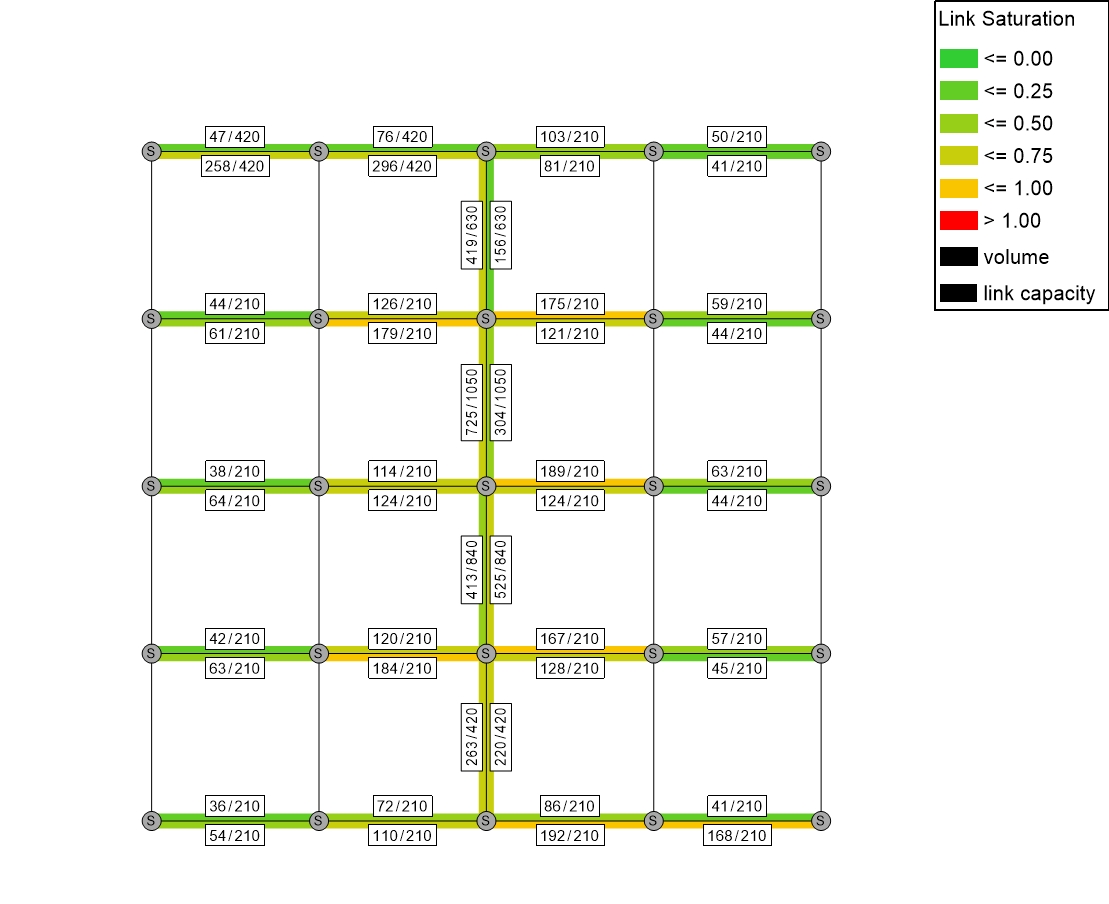 Link Saturation
<= 0.00
<= 0.25
<= 0.50
<= 0.75
<= 1.00
> 1.00
volume
link capacity
47/420 76/420 103/210 50/210
S S S S S
258/420 296/420 81/210 41/210
419/630 156/630
44/210 126/210 175/210 59/210
S S S S S
61/210 179/210 121/210 44/210
725/1050 304/1050
38/210 114/210 189/210 63/210
S S S S S
64/210 124/210 124/210 44/210
413/840 525/840
42/210 120/210 167/210 57/210
S S S S S
63/210 184/210 128/210 45/210
263/420 220/420
36/210 72/210 86/210 41/210
S S S S S
54/210 110/210 192/210 168/210